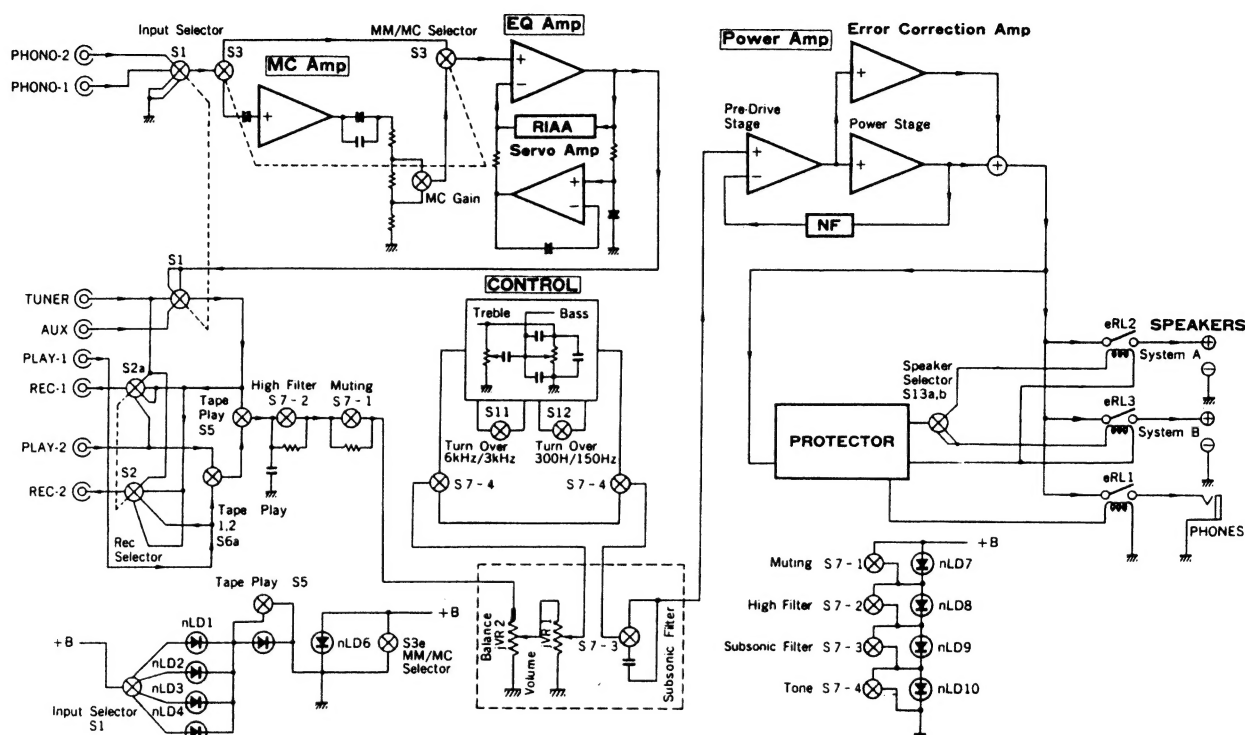 PHONO-2
PHONO-1
Input Selector
S1
S3
MM/MC Selector
S3
MC Amp
+
MC Gain
EQ Amp
+
−
RIAA
Servo Amp
+
−
Power Amp
Error Correction Amp
+
Pre-Drive
Stage
+
−
Power Stage
+
+
NF
TUNER
AUX
PLAY-1
REC-1
PLAY-2
REC-2
S1
S2a
S2
Rec
Selector
Tape
Play
S5
Tape Play
1,2
S6a
High Filter
S7-2
Muting
S7-1
CONTROL
Treble
Bass
S11
S12
Turn Over
6kHz/3kHz
Turn Over
300H/150Hz
S7-4
S7-4
Balance
jVR2
Volume
jVR1
S7-3
Subsonic Filter
PROTECTOR
Speaker
Selector
S13a,b
eRL2
SPEAKERS
+
System A
−
eRL3
+
System B
−
eRL1
PHONES
Tape Play S5
+B
nLD1
nLD2
nLD3
nLD4
Input Selector
S1
nLD6
+B
S3e
MM/MC
Selector
+B
Muting S7-1
nLD7
High Filter S7-2
nLD8
Subsonic Filter S7-3
nLD9
Tone S7-4
nLD10